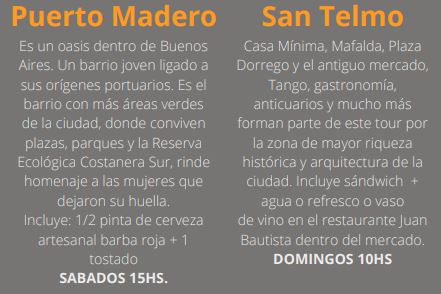 Puerto Madero
Es un oasis dentro de Buenos
Aires. Un barrio joven ligado a
sus orígenes portuarios. Es el
barrio con más áreas verdes
de la ciudad, donde conviven
plazas, parques y la Reserva
Ecológica Costanera Sur, rinde
homenaje a las mujeres que
dejaron su huella.
Incluye: 1/2 pinta de cerveza
artesanal barba roja + 1
tostado
SABADOS 15HS.
San Telmo
Casa Mínima, Mafalda, Plaza
Dorrego y el antiguo mercado,
Tango, gastronomía,
anticuarios y mucho más
forman parte de este tour por
la zona de mayor riqueza
histórica y arquitectura de la
ciudad. Incluye sándwich +
agua o refresco o vaso
de vino en el restaurante Juan
Bautista dentro del mercado.
DOMINGOS 10HS